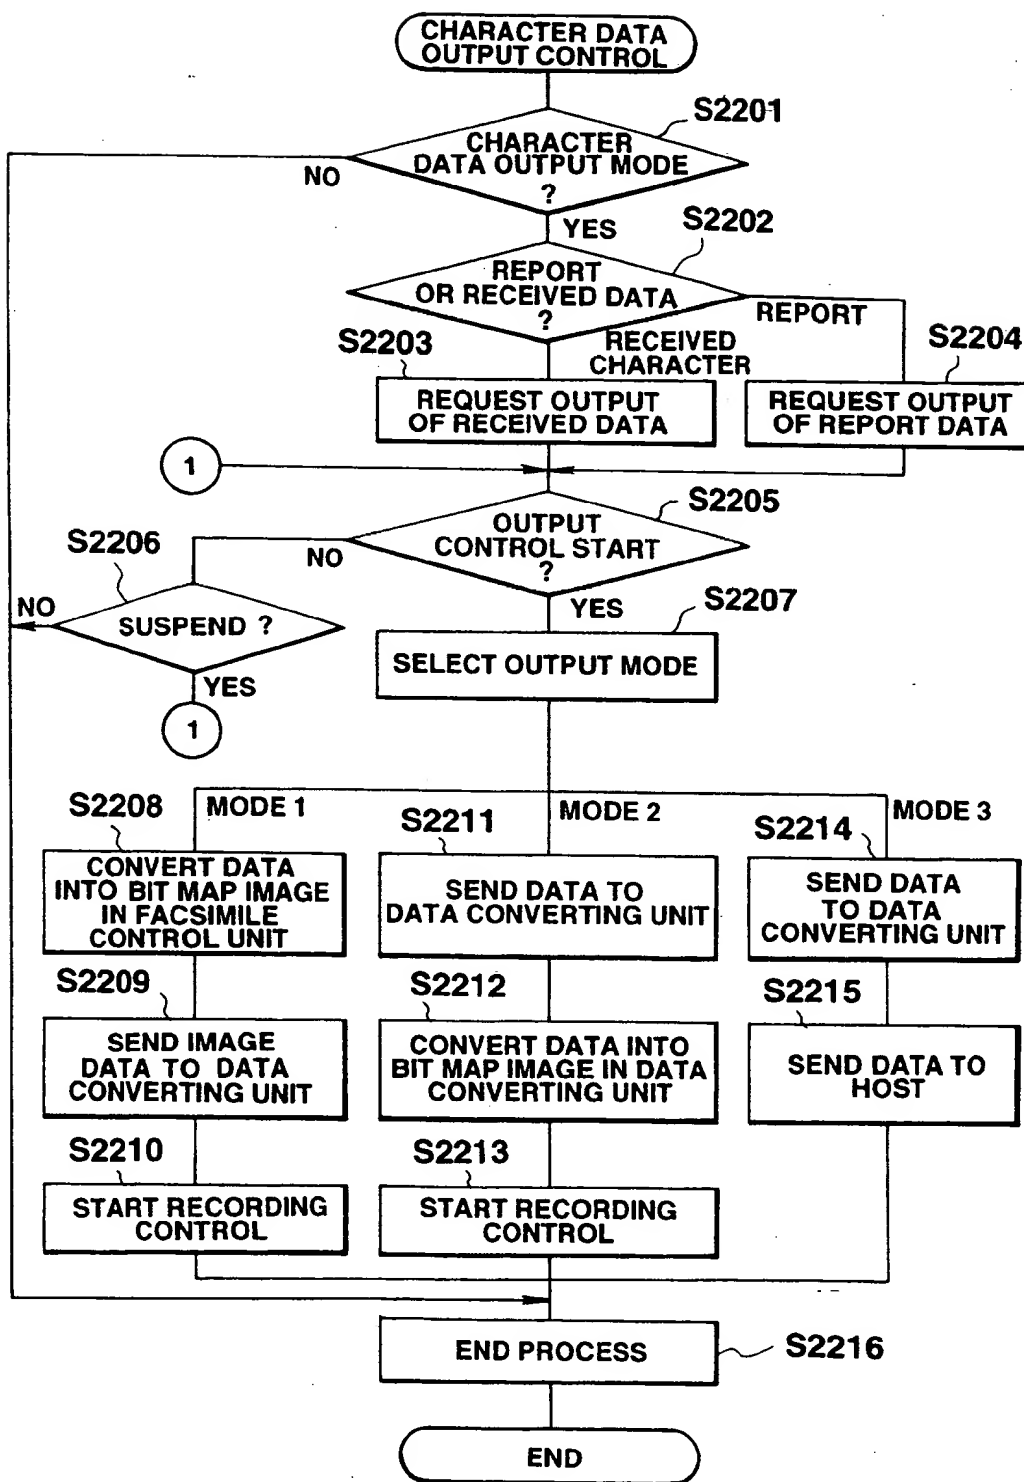 CHARACTER DATA
OUTPUT CONTROL
S2201
CHARACTER
DATA OUTPUT MODE
?
NO
YES
S2202
REPORT
OR RECEIVED DATA
?
REPORT
RECEIVED
CHARACTER
S2203
S2204
REQUEST OUTPUT
OF RECEIVED DATA
REQUEST OUTPUT
OF REPORT DATA
1
S2205
OUTPUT
CONTROL START
?
NO
YES
S2206
NO
SUSPEND ?
YES
1
S2207
SELECT OUTPUT MODE
MODE 1
MODE 2
MODE 3
S2208
CONVERT DATA
INTO BIT MAP IMAGE
IN FACSIMILE
CONTROL UNIT
S2211
SEND DATA TO
DATA CONVERTING UNIT
S2214
SEND DATA
TO DATA
CONVERTING UNIT
S2209
SEND IMAGE
DATA TO DATA
CONVERTING UNIT
S2212
CONVERT DATA INTO
BIT MAP IMAGE IN DATA
CONVERTING UNIT
S2215
SEND DATA TO
HOST
S2210
START RECORDING
CONTROL
S2213
START RECORDING
CONTROL
END PROCESS
S2216
END